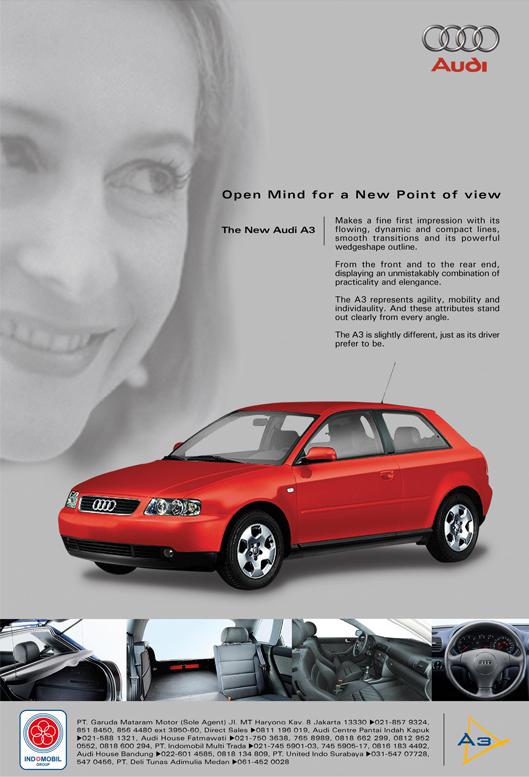 Audi
Open Mind for a New Point of view
The New Audi A3
Makes a fine first impression with its
flowing, dynamic and compact lines,
smooth transitions and its powerful
wedgeshape outline.
From the front and to the rear end,
displaying an unmistakably combination of
practicality and elengance.
The A3 represents agility, mobility and
individaulity. And these attributes stand
out clearly from every angle.
The A3 is slightly different, just as its driver
prefer to be.
INDOMOBIL
GROUP
PT. Garuda Mataram Motor (Sole Agent) Jl. MT Haryono Kav. 8 Jakarta 13330 ▶021-857 9324,
851 8450, 856 4480 ext 3950-60, Direct Sales ▶0811 196 019, Audi Centre Pantai Indah Kapuk
▶021-588 1321, Audi House Fatmawati ▶021-750 3638, 765 8989, 0818 662 299, 0812 952
0552, 0818 600 294, PT. Indomobil Multi Trada ▶021-745 5901-03, 745 5905-17, 0816 183 4492,
Audi House Bandung ▶022-601 4585, 0818 134 809, PT. United Indo Surabaya ▶031-547 07728,
547 0456, PT. Deli Tunas Adimulia Medan ▶061-452 0028
A3